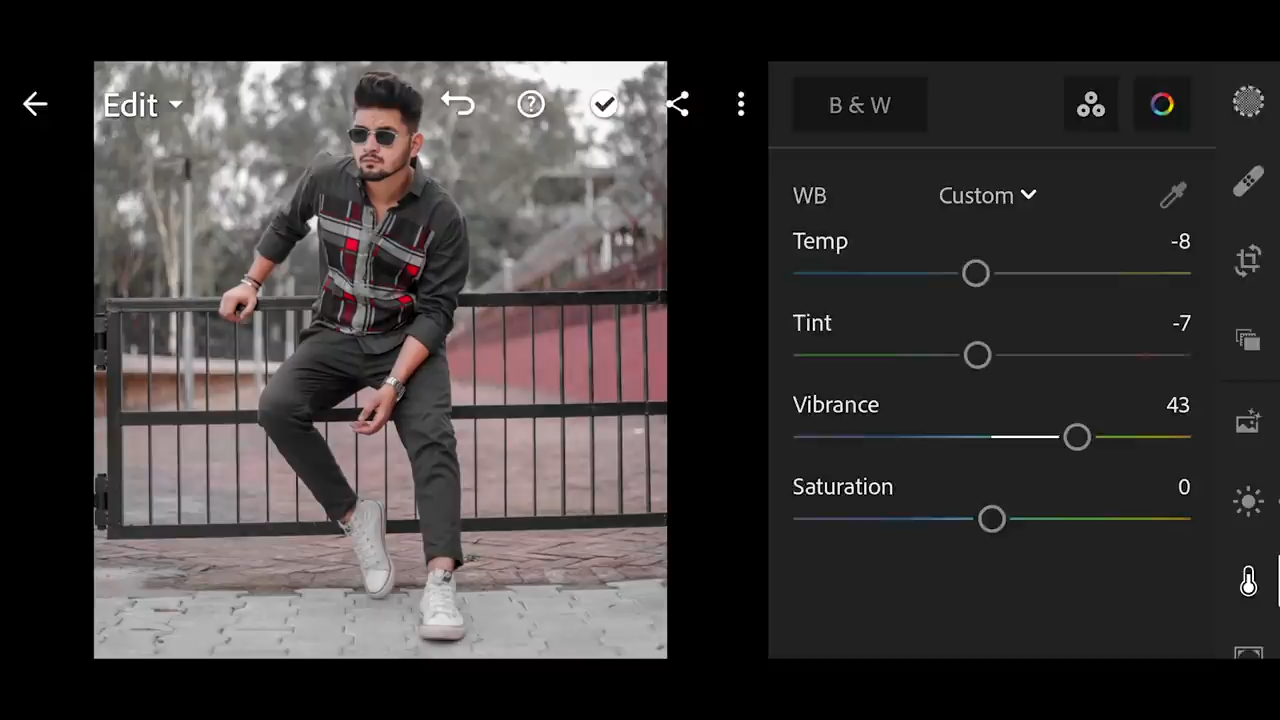 Edit
B & W
WB Custom
Temp -8
Tint -7
Vibrance 43
Saturation 0